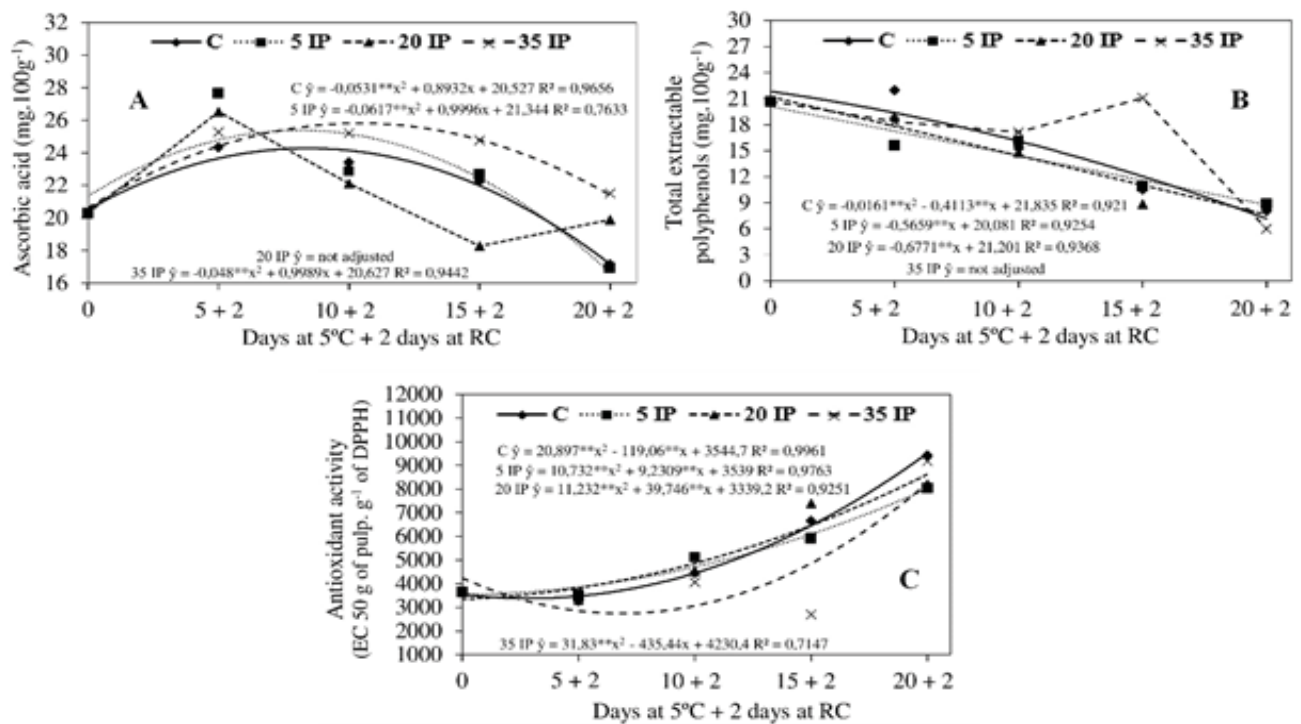 Ascorbic acid (mg.100g⁻¹)
32
30
28
26
24
22
20
18
16
C 5 IP 20 IP 35 IP
A
C ŷ = -0,0531**x² + 0,8932x + 20,527 R² = 0,9656
5 IP ŷ = -0,0617**x² + 0,9996x + 21,344 R² = 0,7633
20 IP ŷ = not adjusted
35 IP ŷ = -0,048**x² + 0,9989x + 20,627 R² = 0,9442
0 5 + 2 10 + 2 15 + 2 20 + 2
Days at 5ºC + 2 days at RC
Total extractable
polyphenols (mg.100g⁻¹)
30
27
24
21
18
15
12
9
6
3
0
C 5 IP 20 IP 35 IP
B
C ŷ = -0,0161**x² - 0,4113**x + 21,835 R² = 0,921
5 IP ŷ = -0,5659**x + 20,081 R² = 0,9254
20 IP ŷ = -0,6771**x + 21,201 R² = 0,9368
35 IP ŷ = not adjusted
0 5 + 2 10 + 2 15 + 2 20 + 2
Days at 5ºC + 2 days at RC
Antioxidant activity
(EC 50 g of pulp. g⁻¹ of DPPH)
12000
11000
10000
9000
8000
7000
6000
5000
4000
3000
2000
1000
C 5 IP 20 IP 35 IP
C ŷ = 20,897**x² - 119,06**x + 3544,7 R² = 0,9961
5 IP ŷ = 10,732**x² + 9,2309**x + 3539 R² = 0,9763
20 IP ŷ = 11,232**x² + 39,746**x + 3339,2 R² = 0,9251
C
35 IP ŷ = 31,83**x² - 435,44x + 4230,4 R² = 0,7147
0 5 + 2 10 + 2 15 + 2 20 + 2
Days at 5ºC + 2 days at RC